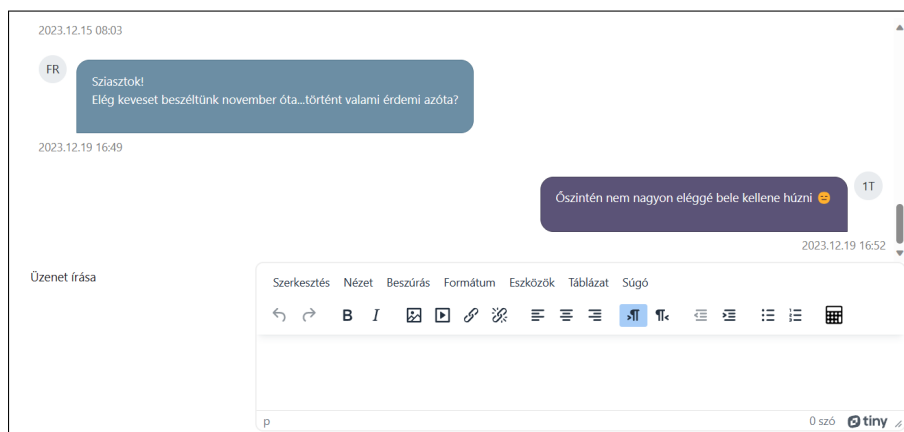 2023.12.15 08:03
FR
Sziasztok!
Elég keveset beszéltünk november óta...történt valami érdemi azóta?
2023.12.19 16:49
Őszintén nem nagyon eléggé bele kellene húzni 😑
1T
2023.12.19 16:52
Üzenet írása
Szerkesztés Nézet Beszúrás Formátum Eszközök Táblázat Súgó
B I
p
0 szó tiny